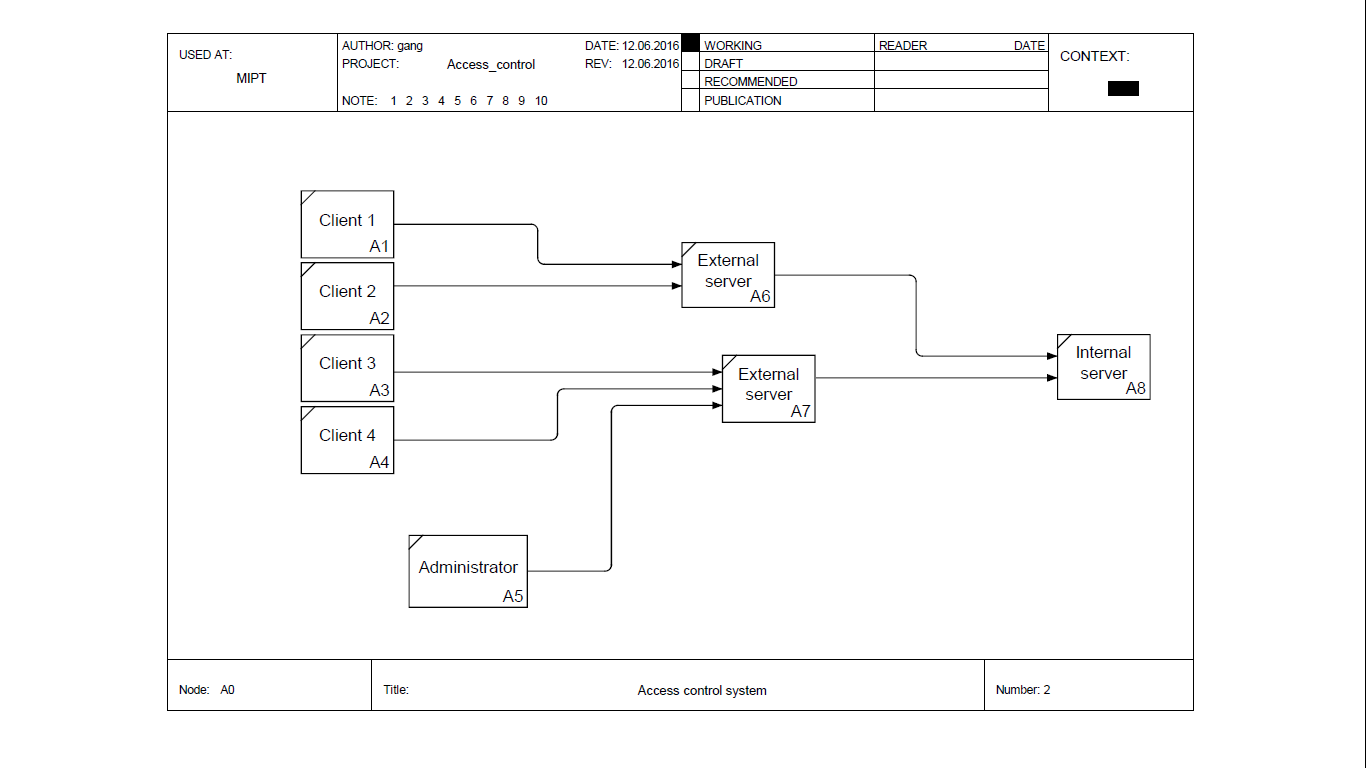 USED AT:
MIPT
AUTHOR: gang
DATE: 12.06.2016
PROJECT: Access_control
REV: 12.06.2016
NOTE: 1 2 3 4 5 6 7 8 9 10
WORKING
DRAFT
RECOMMENDED
PUBLICATION
READER DATE
CONTEXT:
Client 1
A1
Client 2
A2
Client 3
A3
Client 4
A4
Administrator
A5
External
server
A6
External
server
A7
Internal
server
A8
Node: A0
Title: Access control system
Number: 2